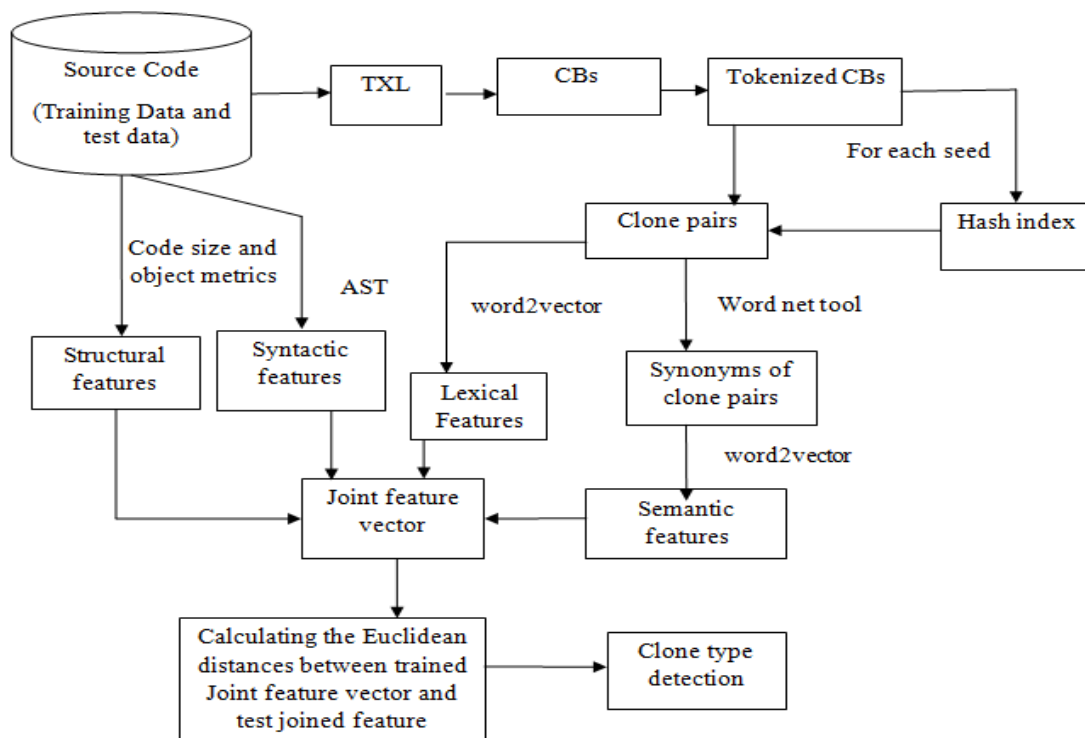 Source Code
(Training Data and
test data)
TXL
CBs
Tokenized CBs
For each seed
Clone pairs
Hash index
Code size and
object metrics
AST
word2vector
Word net tool
Structural
features
Syntactic
features
Lexical
Features
Synonyms of
clone pairs
word2vector
Joint feature
vector
Semantic
features
Calculating the Euclidean
distances between trained
Joint feature vector and
test joined feature
Clone type
detection